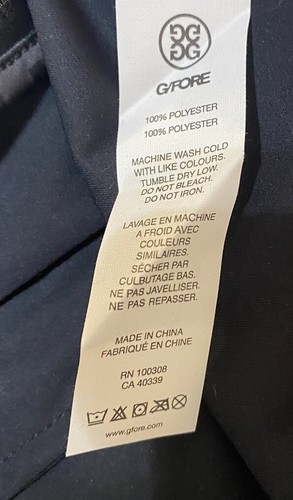 G/FORE
100% POLYESTER
100% POLYESTER
MACHINE WASH COLD
WITH LIKE COLOURS.
TUMBLE DRY LOW.
DO NOT BLEACH.
DO NOT IRON.
LAVAGE EN MACHINE
A FROID AVEC
COULEURS
SIMILAIRES.
SÉCHER PAR
CULBUTAGE BAS.
NE PAS JAVELLISER.
NE PAS REPASSER.
MADE IN CHINA
FABRIQUÉ EN CHINE
RN 100308
CA 40339
www.gfore.com